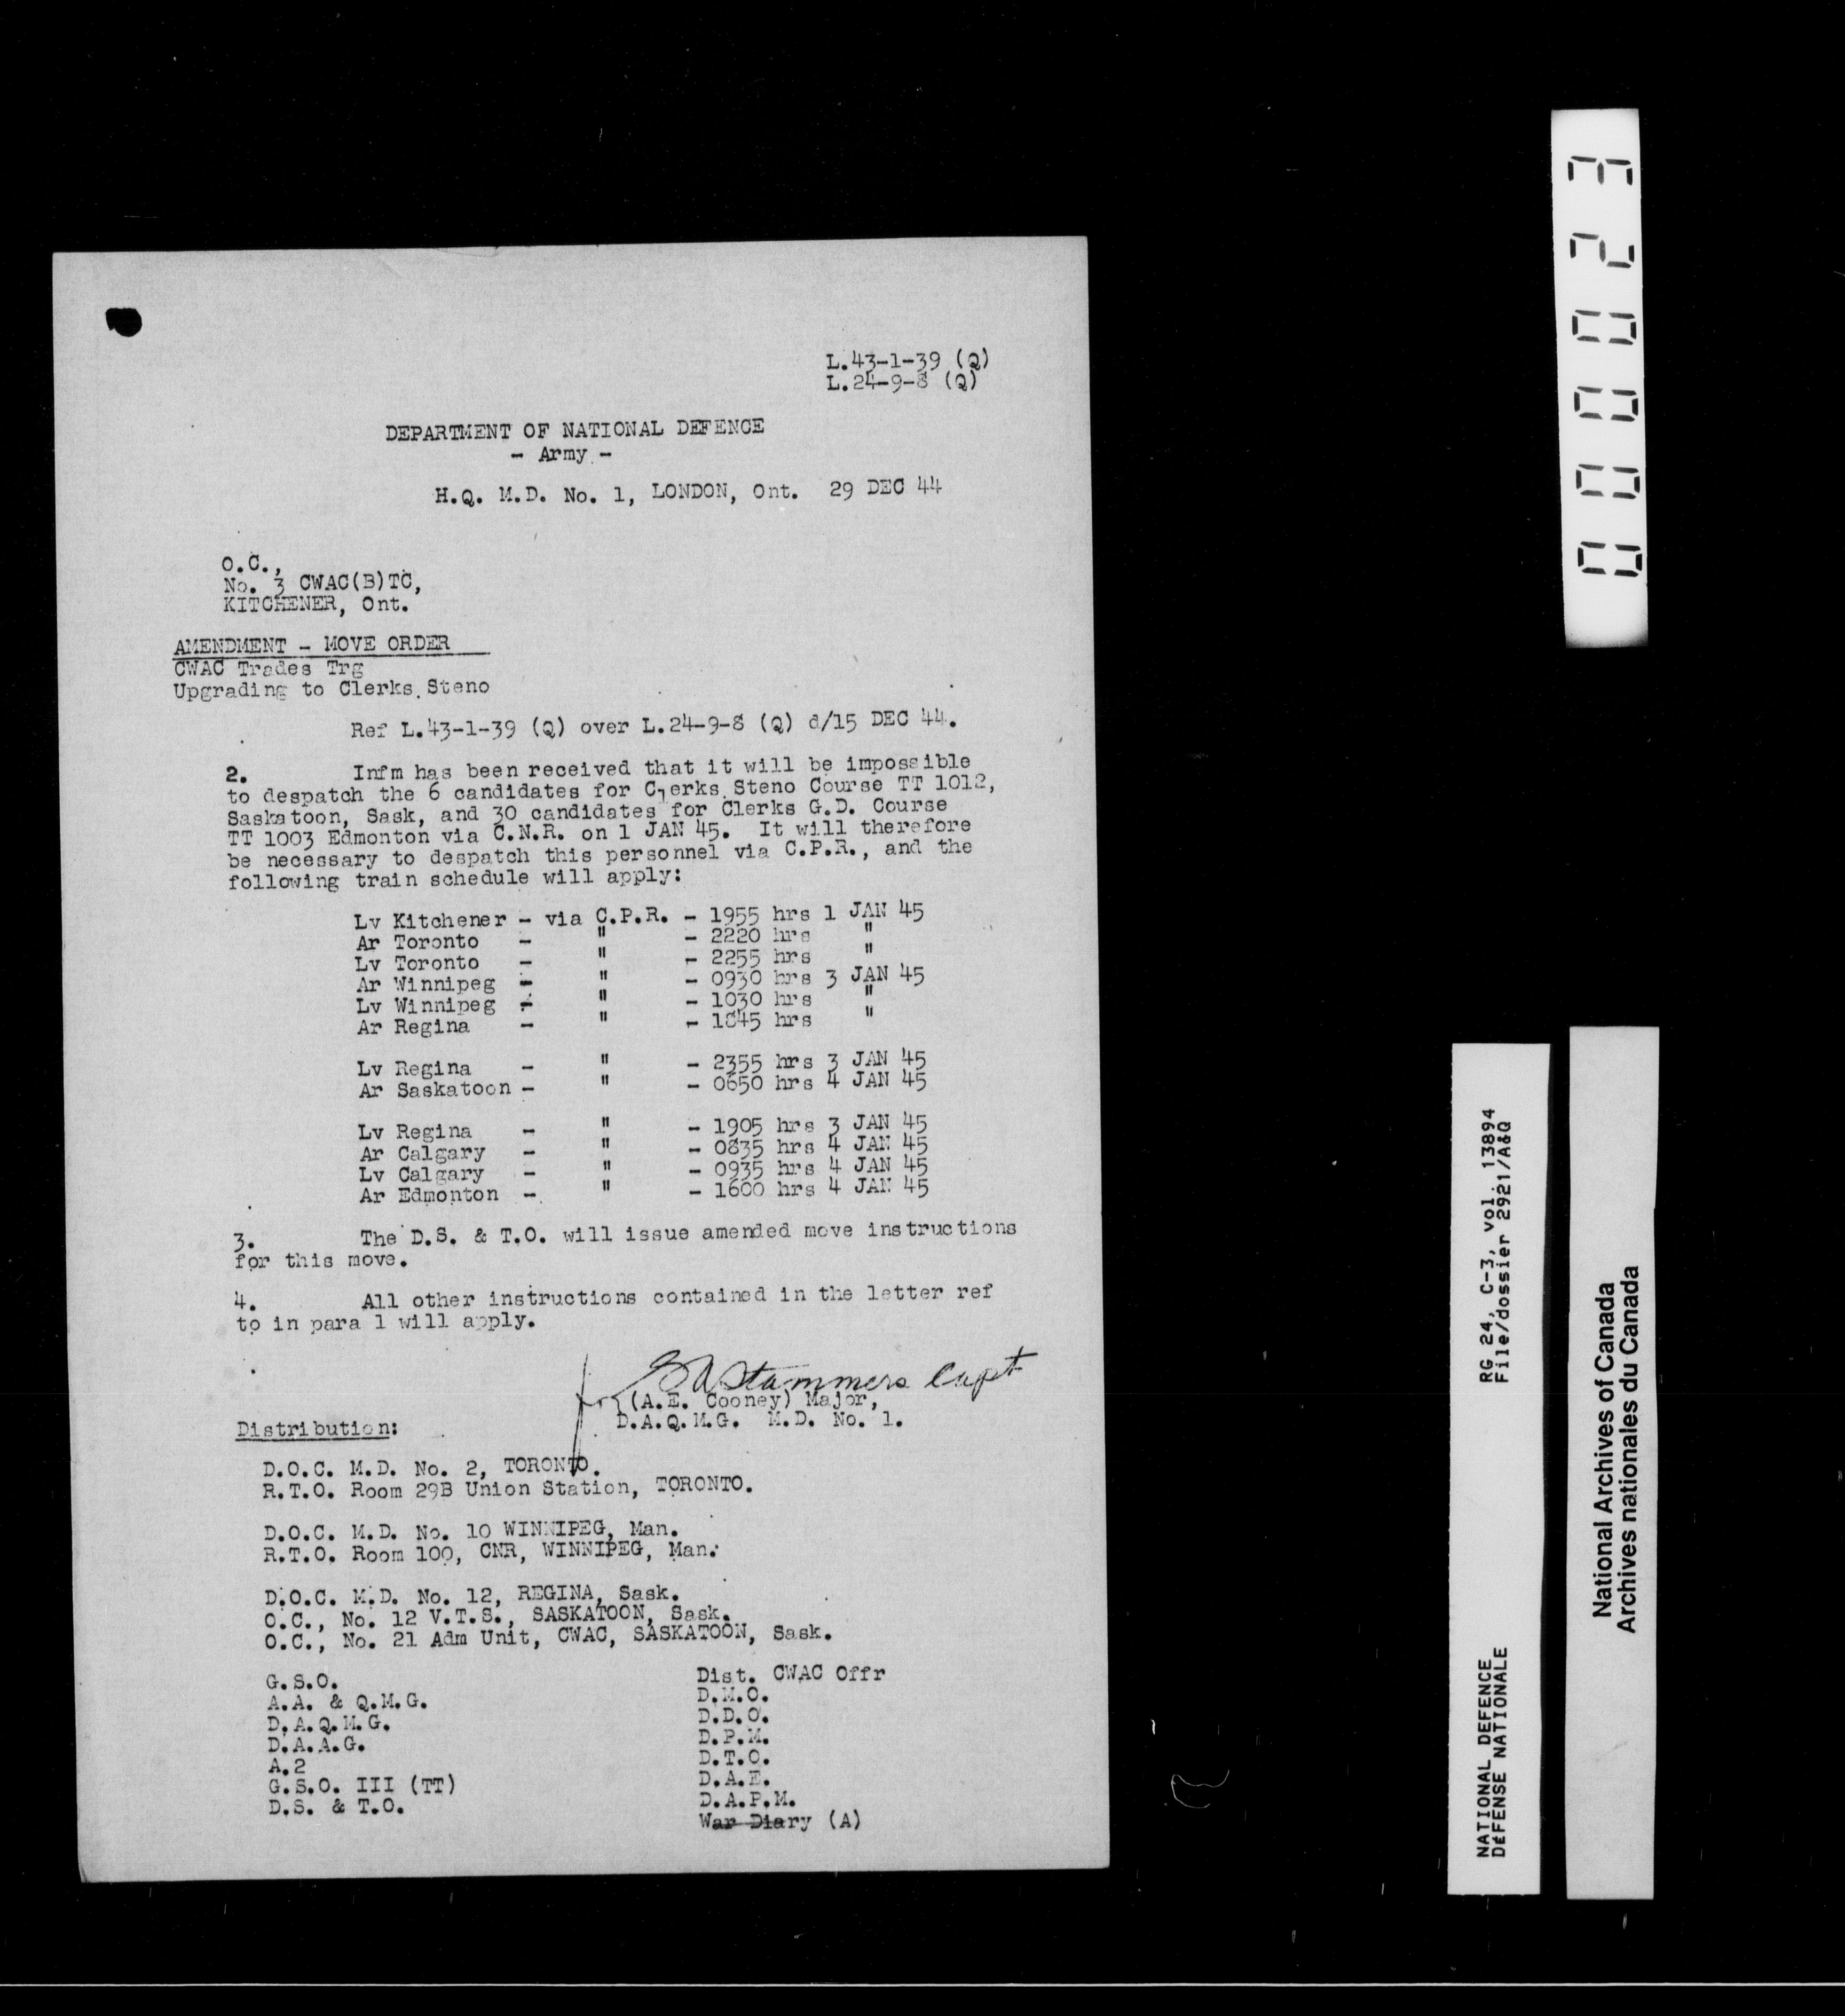 L.43-1-39 (Q)
L.24-9-8 (Q)
DEPARTMENT OF NATIONAL DEFENCE
- Army -
H.Q. M.D. No. 1, LONDON, Ont. 29 DEC 44
O.C.,
No. 3 CWAC(B)TC,
KITCHENER, Ont.
AMENDMENT - MOVE ORDER
CWAC Trades Trg
Upgrading to Clerks Steno
Ref L.43-1-39 (Q) over L.24-9-8 (Q) d/15 DEC 44.
2. Infm has been received that it will be impossible
to despatch the 6 candidates for Clerks Steno Course TT 1012,
Saskatoon, Sask, and 30 candidates for Clerks G.D. Course
TT 1003 Edmonton via C.N.R. on 1 JAN 45. It will therefore
be necessary to despatch this personnel via C.P.R., and the
following train schedule will apply:
Lv Kitchener - via C.P.R. - 1955 hrs 1 JAN 45
Ar Toronto - " - 2220 hrs "
Lv Toronto - " - 2255 hrs "
Ar Winnipeg - " - 0930 hrs 3 JAN 45
Lv Winnipeg - " - 1030 hrs "
Ar Regina - " - 1845 hrs "
Lv Regina - " - 2355 hrs 3 JAN 45
Ar Saskatoon - " - 0650 hrs 4 JAN 45
Lv Regina - " - 1905 hrs 3 JAN 45
Ar Calgary - " - 0835 hrs 4 JAN 45
Lv Calgary - " - 0935 hrs 4 JAN 45
Ar Edmonton - " - 1600 hrs 4 JAN 45
3. The D.S. & T.O. will issue amended move instructions
for this move.
4. All other instructions contained in the letter ref
to in para 1 will apply.
for Stammers Capt
(A.E. Cooney) Major,
D.A.Q.M.G. M.D. No. 1.
Distribution:
D.O.C. M.D. No. 2, TORONTO.
R.T.O. Room 29B Union Station, TORONTO.
D.O.C. M.D. No. 10 WINNIPEG, Man.
R.T.O. Room 100, CNR, WINNIPEG, Man.
D.O.C. M.D. No. 12, REGINA, Sask.
O.C., No. 12 V.T.S., SASKATOON, Sask.
O.C., No. 21 Adm Unit, CWAC, SASKATOON, Sask.
G.S.O.
A.A. & Q.M.G.
D.A.Q.M.G.
D.A.A.G.
A.2
G.S.O. III (TT)
D.S. & T.O.
Dist. CWAC Offr
D.M.O.
D.D.O.
D.P.M.
D.T.O.
D.A.E.
D.A.P.M.
War Diary (A)
000023
NATIONAL DEFENCE RG 24, C-3, vol. 13894
DéFENSE NATIONALE File/dossier 2921/A&Q
National Archives of Canada
Archives nationales du Canada